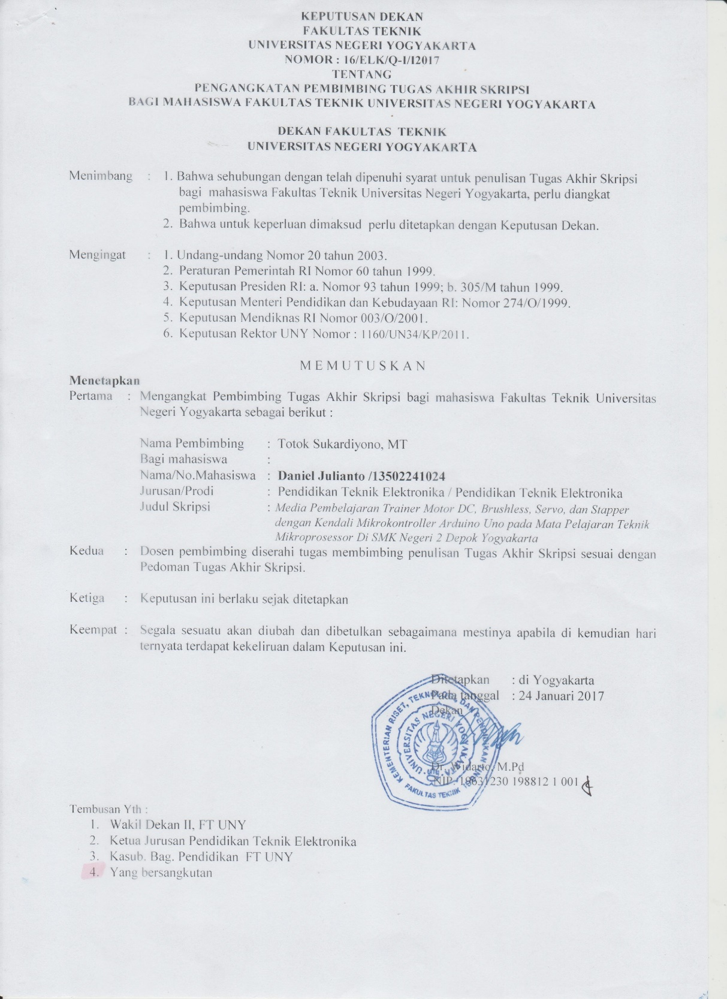 KEPUTUSAN DEKAN
FAKULTAS TEKNIK
UNIVERSITAS NEGERI YOGYAKARTA
NOMOR : 16/ELK/Q-I/I2017
TENTANG
PENGANGKATAN PEMBIMBING TUGAS AKHIR SKRIPSI
BAGI MAHASISWA FAKULTAS TEKNIK UNIVERSITAS NEGERI YOGYAKARTA
DEKAN FAKULTAS TEKNIK
UNIVERSITAS NEGERI YOGYAKARTA
Menimbang : 1. Bahwa sehubungan dengan telah dipenuhi syarat untuk penulisan Tugas Akhir Skripsi
bagi mahasiswa Fakultas Teknik Universitas Negeri Yogyakarta, perlu diangkat
pembimbing.
2. Bahwa untuk keperluan dimaksud perlu ditetapkan dengan Keputusan Dekan.
Mengingat : 1. Undang-undang Nomor 20 tahun 2003.
2. Peraturan Pemerintah RI Nomor 60 tahun 1999.
3. Keputusan Presiden RI: a. Nomor 93 tahun 1999; b. 305/M tahun 1999.
4. Keputusan Menteri Pendidikan dan Kebudayaan RI: Nomor 274/O/1999.
5. Keputusan Mendiknas RI Nomor 003/O/2001.
6. Keputusan Rektor UNY Nomor : 1160/UN34/KP/2011.
M E M U T U S K A N
Menetapkan
Pertama : Mengangkat Pembimbing Tugas Akhir Skripsi bagi mahasiswa Fakultas Teknik Universitas
Negeri Yogyakarta sebagai berikut :
Nama Pembimbing : Totok Sukardiyono, MT
Bagi mahasiswa :
Nama/No.Mahasiswa : Daniel Julianto /13502241024
Jurusan/Prodi : Pendidikan Teknik Elektronika / Pendidikan Teknik Elektronika
Judul Skripsi : Media Pembelajaran Trainer Motor DC, Brushless, Servo, dan Stapper
dengan Kendali Mikrokontroller Arduino Uno pada Mata Pelajaran Teknik
Mikroprosessor Di SMK Negeri 2 Depok Yogyakarta
Kedua : Dosen pembimbing diserahi tugas membimbing penulisan Tugas Akhir Skripsi sesuai dengan
Pedoman Tugas Akhir Skripsi.
Ketiga : Keputusan ini berlaku sejak ditetapkan
Keempat : Segala sesuatu akan diubah dan dibetulkan sebagaimana mestinya apabila di kemudian hari
ternyata terdapat kekeliruan dalam Keputusan ini.
Ditetapkan : di Yogyakarta
Pada tanggal : 24 Januari 2017
Dekan
KEMENTERIAN RISET, TEKNOLOGI, DAN PENDIDIKAN TINGGI
UNIVERSITAS NEGERI YOGYAKARTA
FAKULTAS TEKNIK
Dr. Widarto, M.Pd
NIP. 19631230 198812 1 001
Tembusan Yth :
1. Wakil Dekan II, FT UNY
2. Ketua Jurusan Pendidikan Teknik Elektronika
3. Kasub. Bag. Pendidikan FT UNY
4. Yang bersangkutan